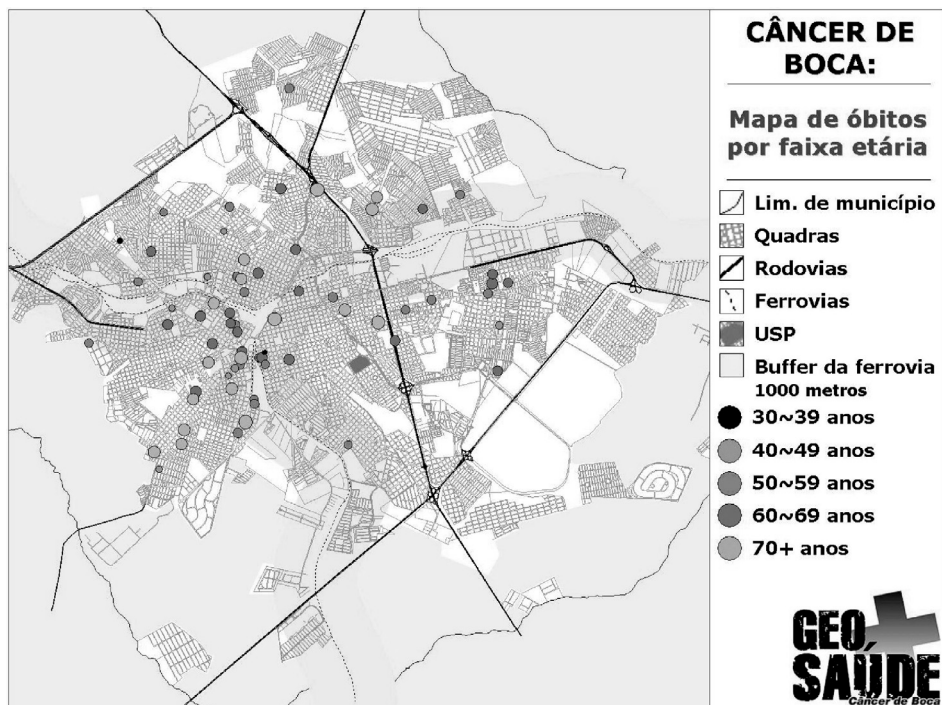 CÂNCER DE
BOCA:
Mapa de óbitos
por faixa etária
Lim. de município
Quadras
Rodovias
Ferrovias
USP
Buffer da ferrovia
1000 metros
30~39 anos
40~49 anos
50~59 anos
60~69 anos
70+ anos
GEO
SAÚDE
Câncer de Boca